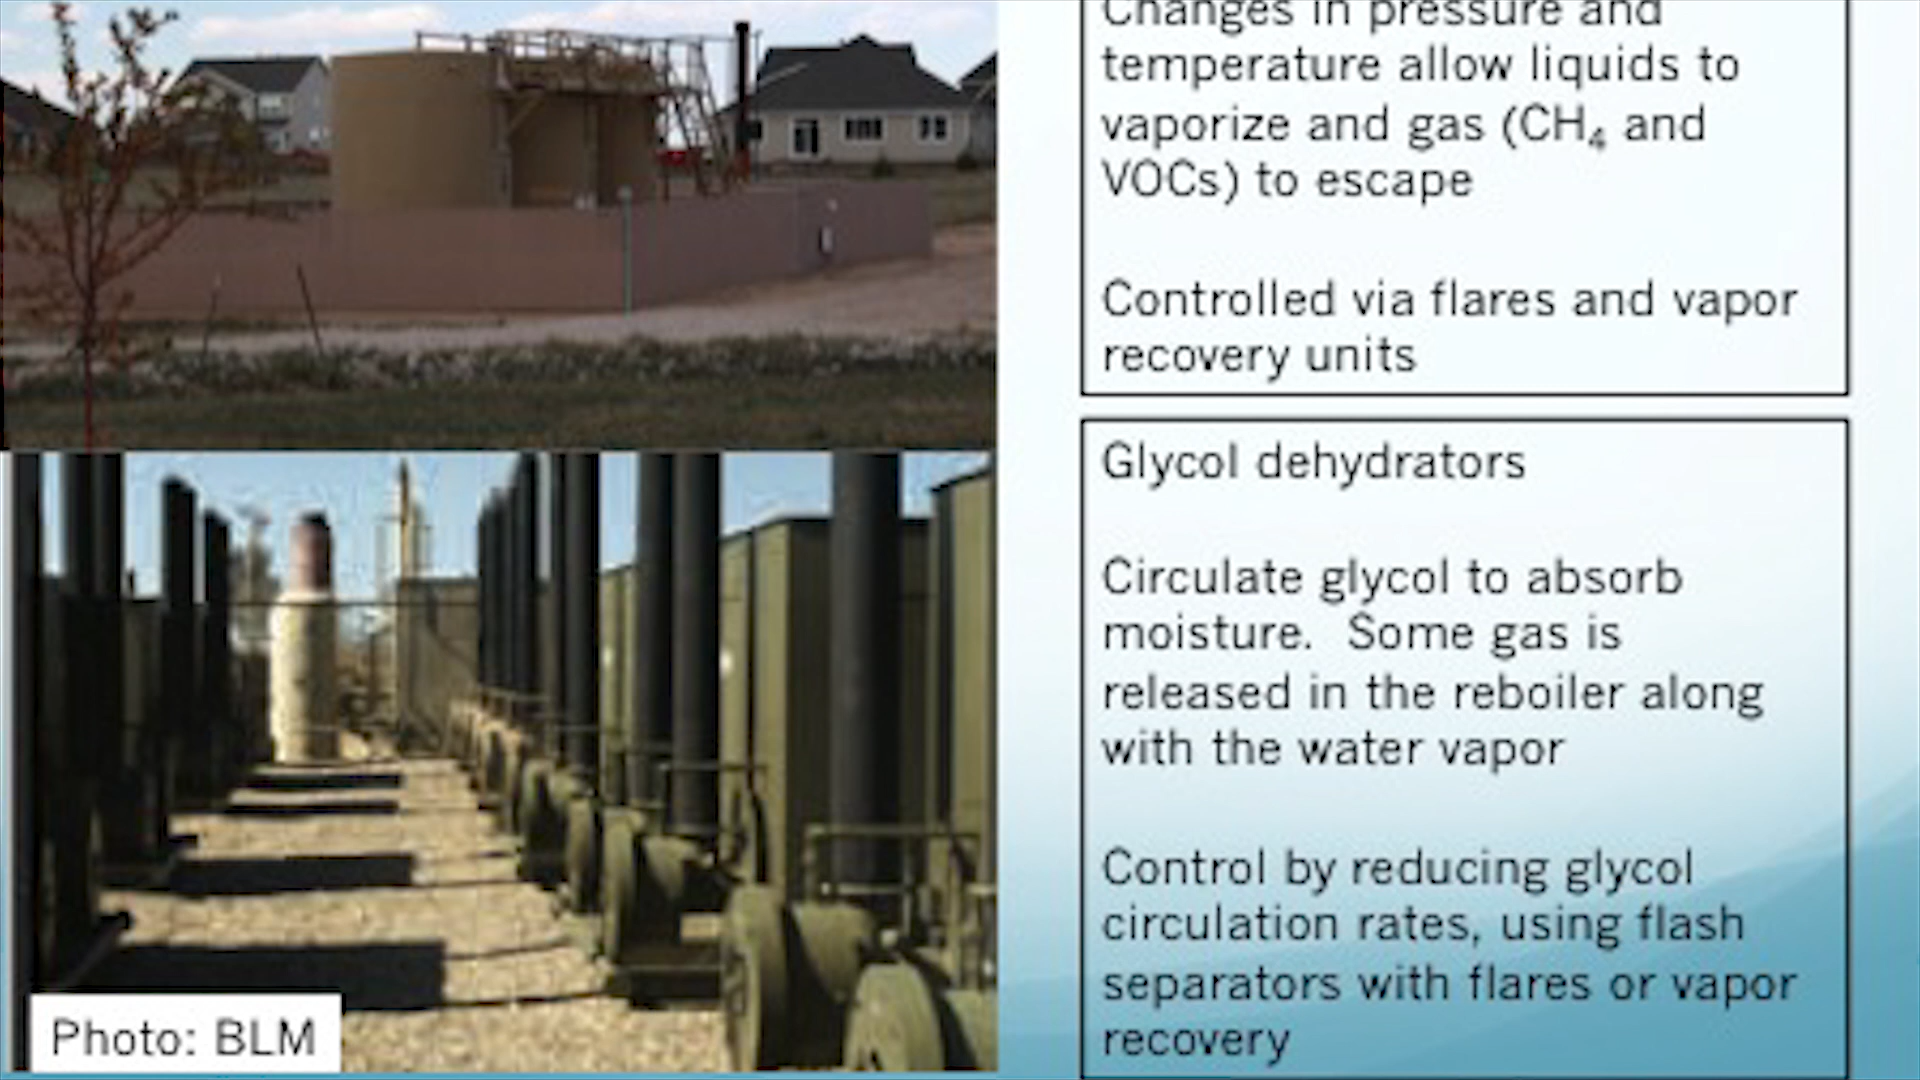 Changes in pressure and
temperature allow liquids to
vaporize and gas (CH₄ and
VOCs) to escape
Controlled via flares and vapor
recovery units
Glycol dehydrators
Circulate glycol to absorb
moisture.  Some gas is
released in the reboiler along
with the water vapor
Control by reducing glycol
circulation rates, using flash
separators with flares or vapor
recovery
Photo: BLM